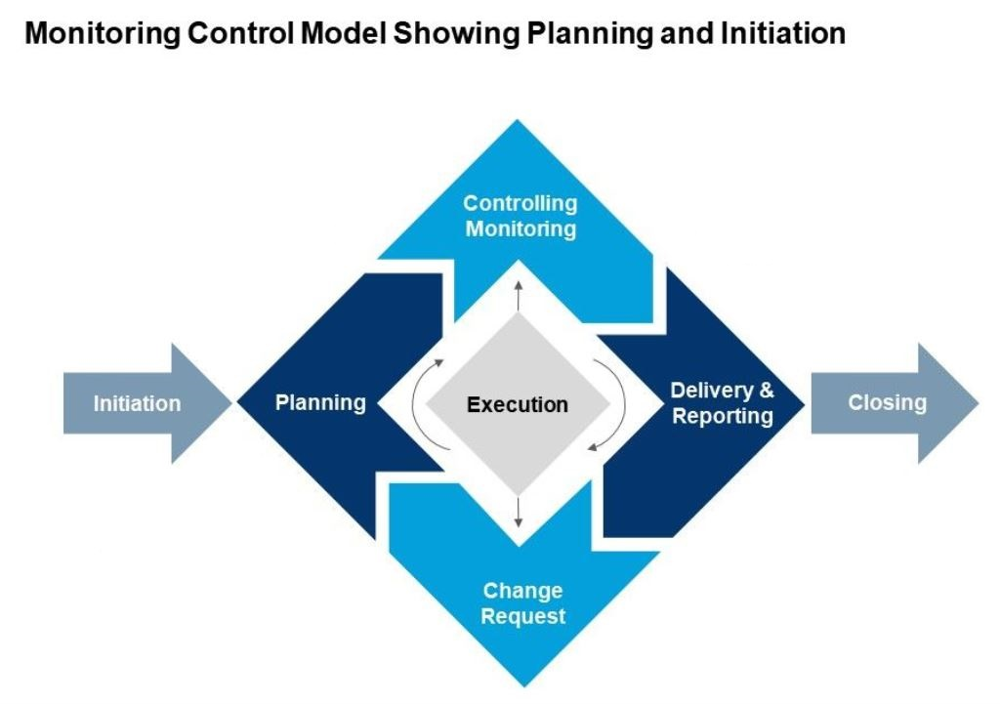 Monitoring Control Model Showing Planning and Initiation
Controlling
Monitoring
Initiation
Planning
Execution
Delivery &
Reporting
Closing
Change
Request